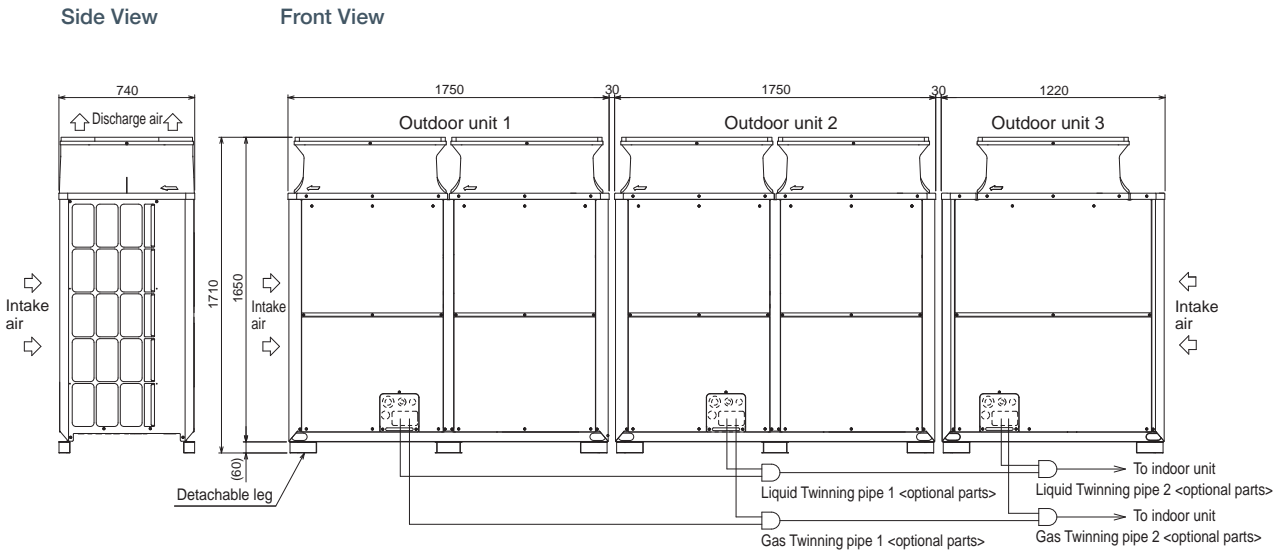 Side View
Front View
740
1750
30
1750
30
1220
Discharge air
Outdoor unit 1
Outdoor unit 2
Outdoor unit 3
1710
1650
Intake
air
Intake
air
Intake
air
(60)
Detachable leg
To indoor unit
Liquid Twinning pipe 1 <optional parts>
Liquid Twinning pipe 2 <optional parts>
To indoor unit
Gas Twinning pipe 1 <optional parts>
Gas Twinning pipe 2 <optional parts>